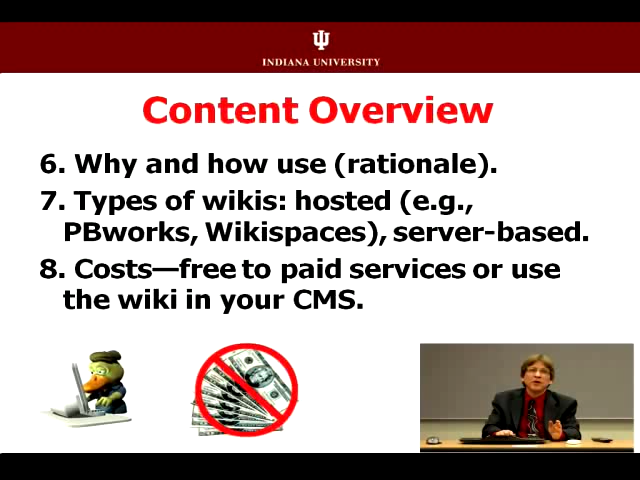 INDIANA UNIVERSITY
Content Overview
6. Why and how use (rationale).
7. Types of wikis: hosted (e.g.,
PBworks, Wikispaces), server-based.
8. Costs—free to paid services or use
the wiki in your CMS.